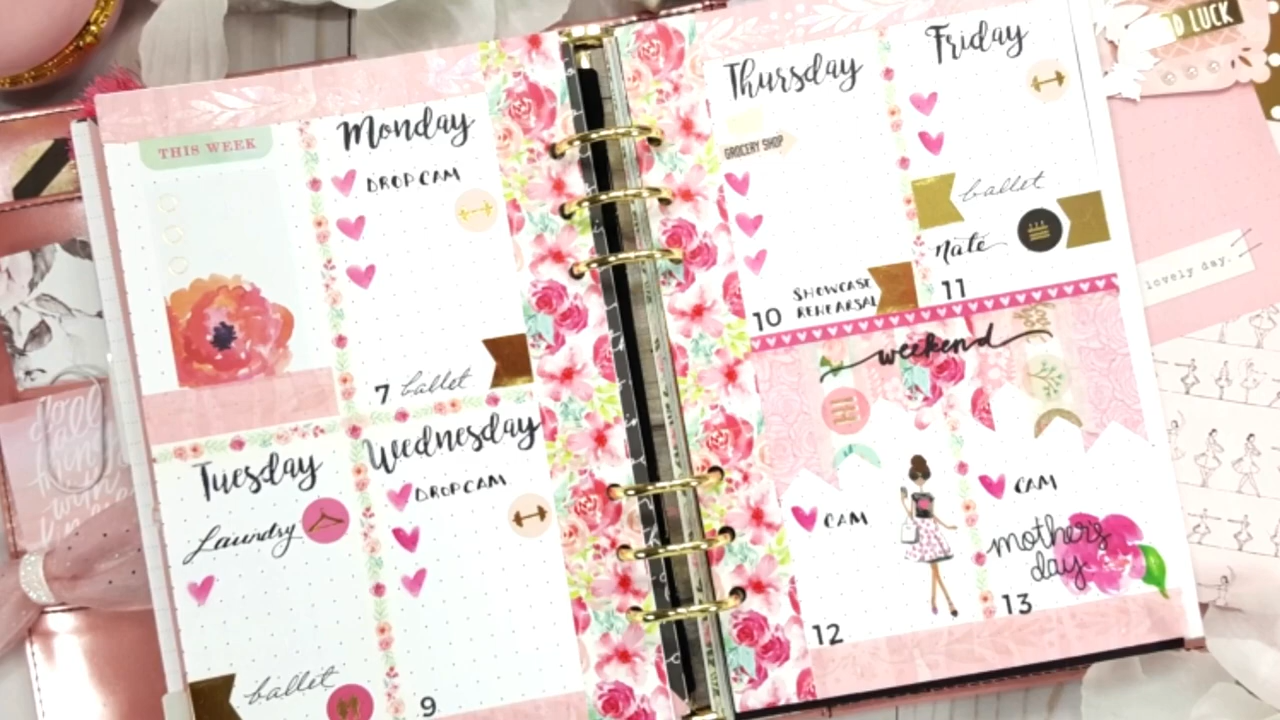 THIS WEEK
Monday
DROP CAM
7 ballet
Tuesday
Laundry
ballet
Wednesday
DROP CAM
9
Thursday
GROCERY SHOP
10 SHOWCASE
REHEARSAL
Friday
ballet
nate
11
weekend
CAM
12
CAM
mother's
day
13
LUCK
lovely day.